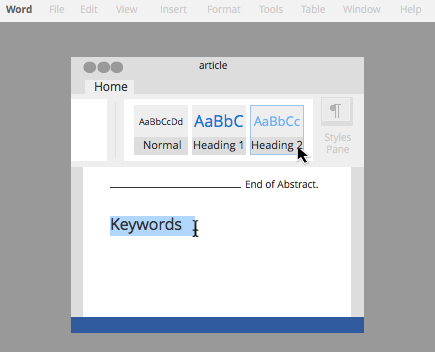 Word File Edit View Insert Format Tools Table Window Help
article
Home
AaBbCcDd AaBbC AaBbCc
Normal Heading 1 Heading 2
Styles
Pane
End of Abstract.
Keywords